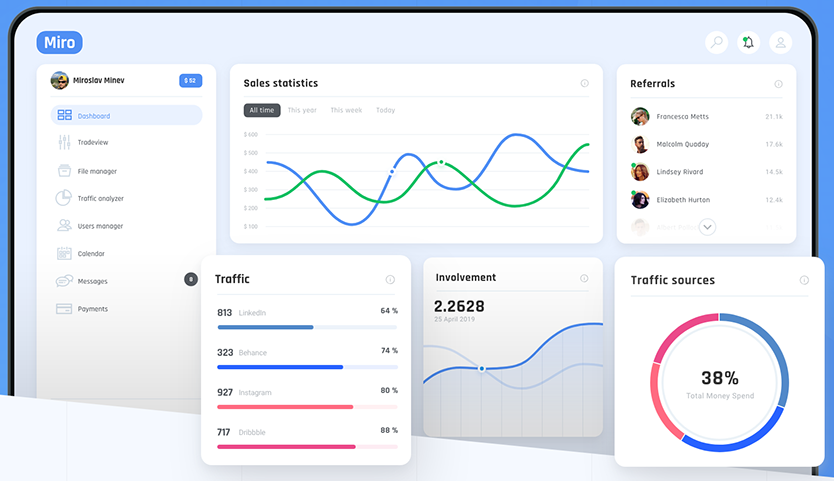 Miro
Miroslav Minev
$ 52
Dashboard
Tradeview
File manager
Traffic analyzer
Users manager
Calendar
Messages
8
Payments
Sales statistics
All time
This year
This week
Today
$ 600
$ 500
$ 400
$ 300
$ 200
$ 100
Referrals
Francesca Metts 21.1k
Malcolm Quaday 17.6k
Lindsey Rivard 14.5k
Elizabeth Hurton 12.4k
Traffic
813 LinkedIn 64 %
323 Behance 74 %
927 Instagram 80 %
717 Dribbble 88 %
Involvement
2.2628
25 April 2019
Traffic sources
38%
Total Money Spend